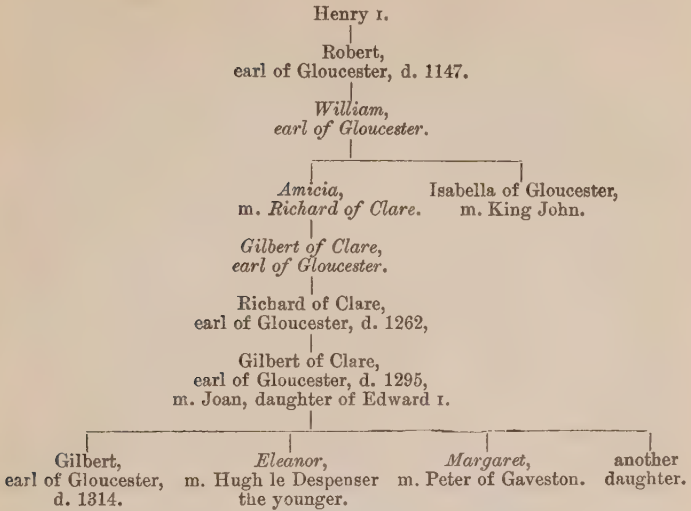 Henry I.
Robert,
earl of Gloucester, d. 1147.
William,
earl of Gloucester.
Amicia,
m. Richard of Clare.
Isabella of Gloucester,
m. King John.
Gilbert of Clare,
earl of Gloucester.
Richard of Clare,
earl of Gloucester, d. 1262,
Gilbert of Clare,
earl of Gloucester, d. 1295,
m. Joan, daughter of Edward I.
Gilbert,
earl of Gloucester,
d. 1314.
Eleanor,
m. Hugh le Despenser
the younger.
Margaret,
m. Peter of Gaveston.
another
daughter.